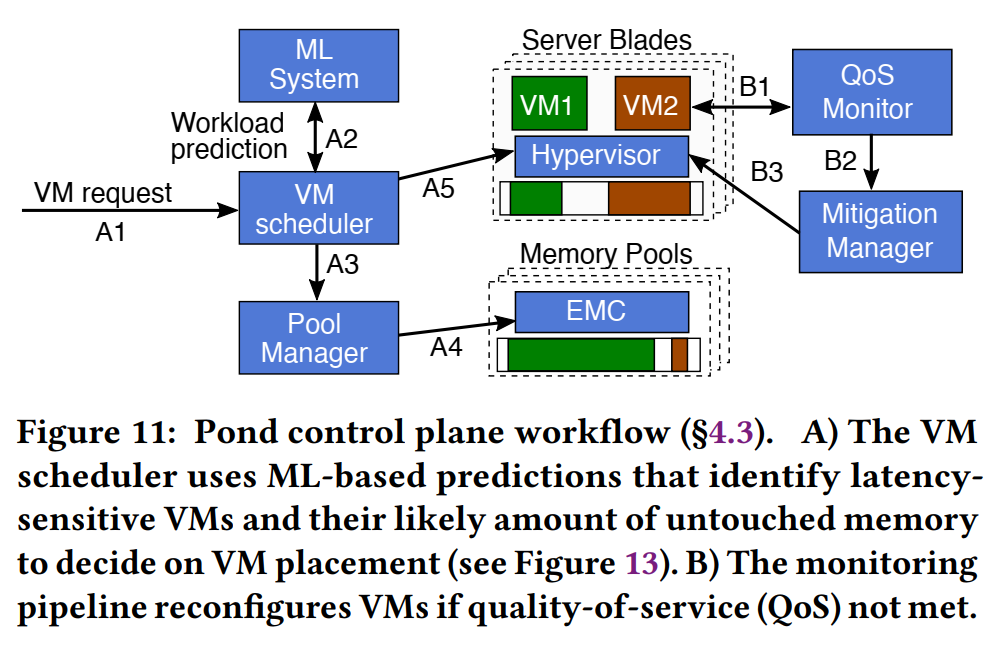 Server Blades
ML
System
VM1
VM2
B1
QoS
Monitor
Workload
prediction
A2
Hypervisor
B2
VM request
A1
VM
scheduler
A5
B3
Mitigation
Manager
A3
Memory Pools
Pool
Manager
A4
EMC
Figure 11: Pond control plane workflow (§4.3). A) The VM
scheduler uses ML-based predictions that identify latency-
sensitive VMs and their likely amount of untouched memory
to decide on VM placement (see Figure 13). B) The monitoring
pipeline reconfigures VMs if quality-of-service (QoS) not met.